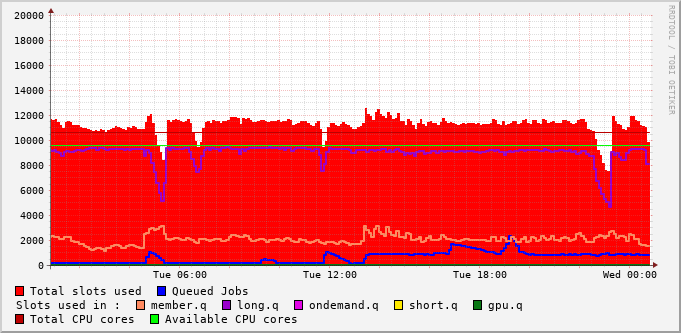 RRDTOOL / TOBI OETIKER
20000
18000
16000
14000
12000
10000
8000
6000
4000
2000
0
Tue 06:00 Tue 12:00 Tue 18:00 Wed 00:00
Total slots used Queued Jobs
Slots used in : member.q long.q ondemand.q short.q gpu.q
Total CPU cores Available CPU cores